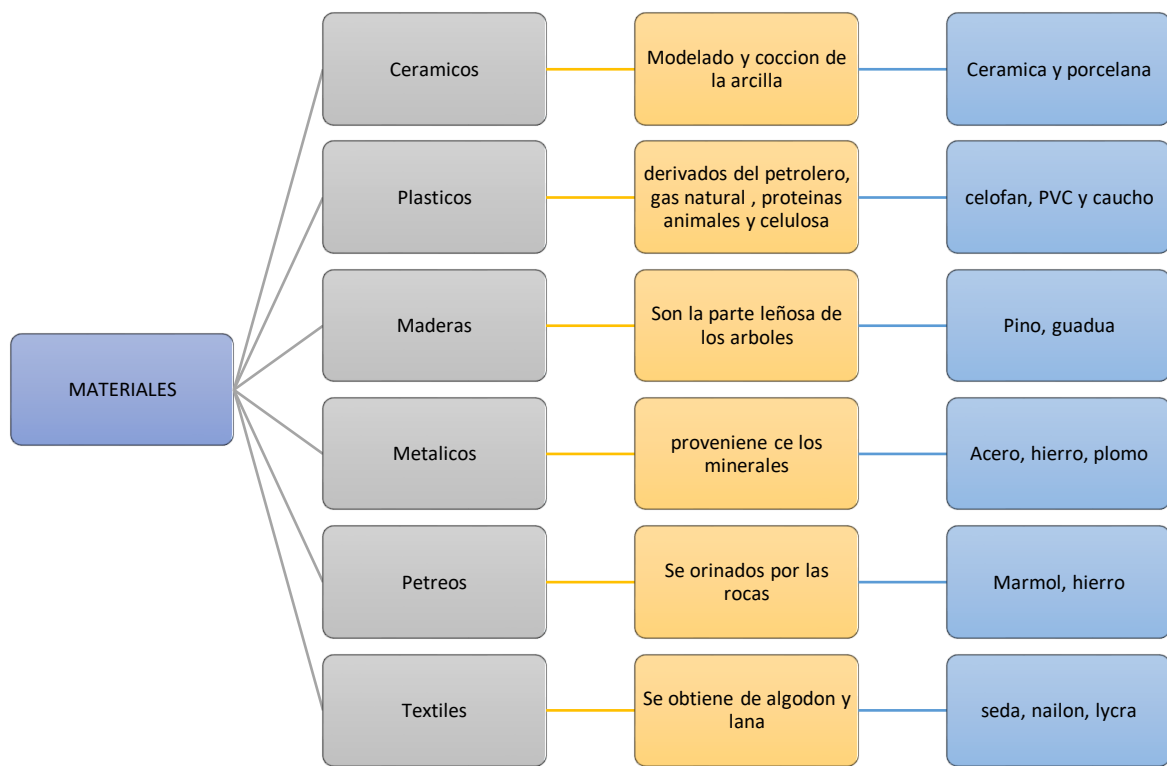 Ceramicos
Modelado y coccion de
la arcilla
Ceramica y porcelana
Plasticos
derivados del petrolero,
gas natural , proteinas
animales y celulosa
celofan, PVC y caucho
Maderas
Son la parte leñosa de
los arboles
Pino, guadua
MATERIALES
Metalicos
proveniene ce los
minerales
Acero, hierro, plomo
Petreos
Se orinados por las
rocas
Marmol, hierro
Textiles
Se obtiene de algodon y
lana
seda, nailon, lycra